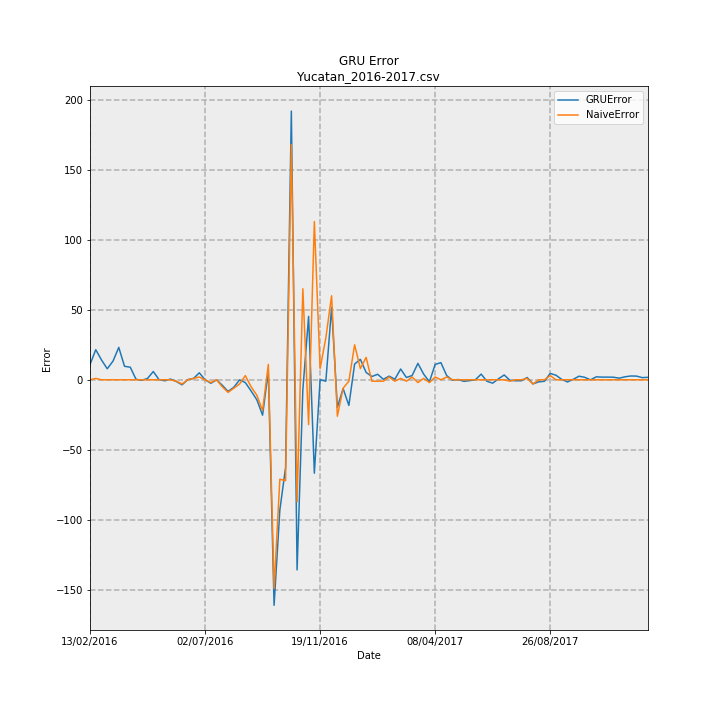 GRU Error
Yucatan_2016-2017.csv
GRUError
NaiveError
200
150
100
50
0
−50
−100
−150
Error
13/02/2016
02/07/2016
19/11/2016
08/04/2017
26/08/2017
Date